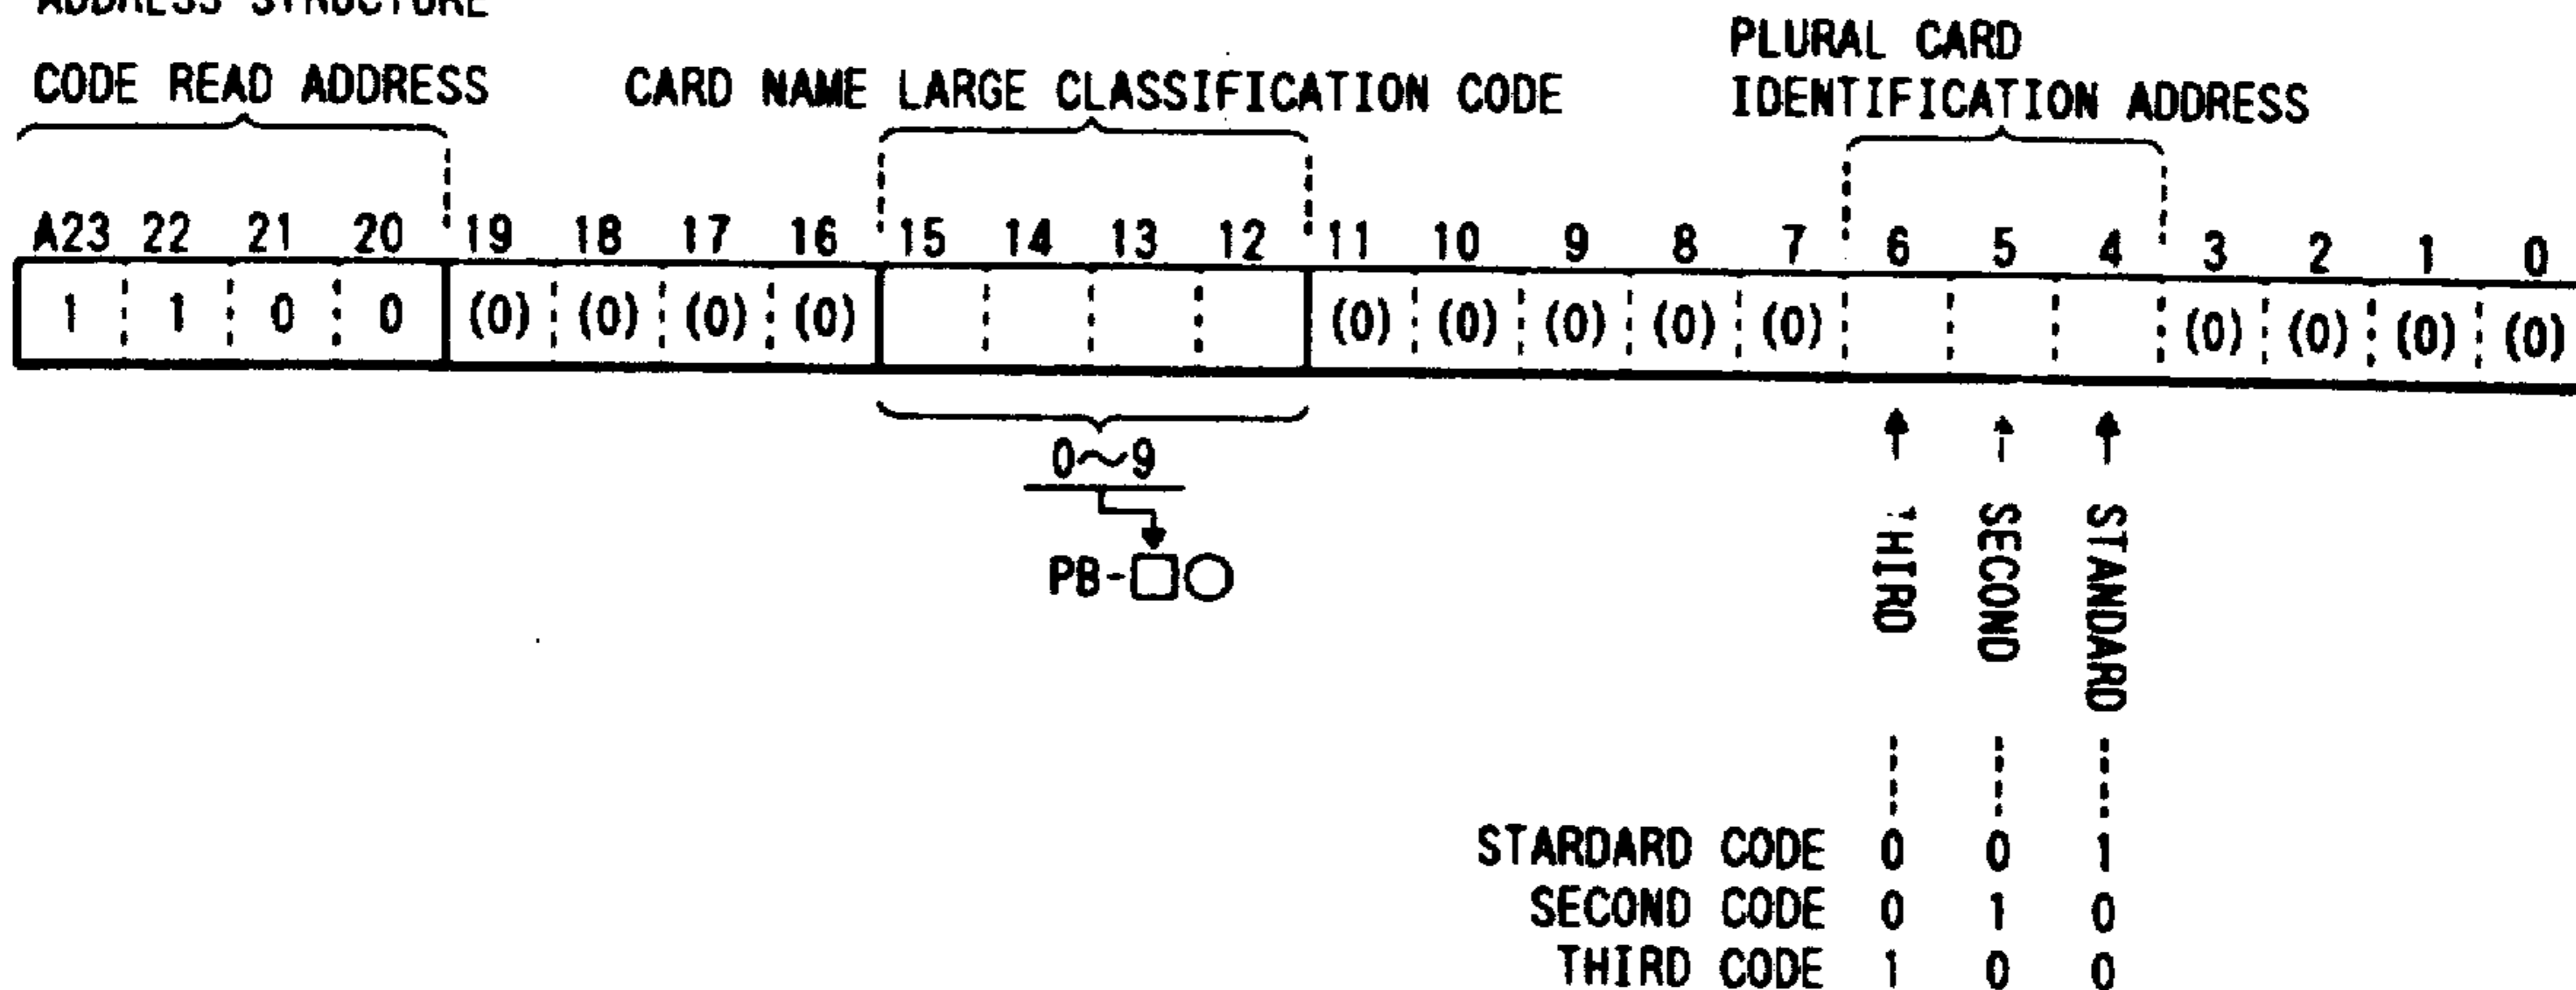 ADDRESS STRUCTURE
CODE READ ADDRESS
CARD NAME LARGE CLASSIFICATION CODE
PLURAL CARD
IDENTIFICATION ADDRESS
A23 22 21 20 19 18 17 16 15 14 13 12 11 10 9 8 7 6 5 4 3 2 1 0
1 1 0 0 (0) (0) (0) (0) (0) (0) (0) (0) (0) (0) (0) (0) (0)
0~9
PB-□○
THIRD
SECOND
STANDARD
STARDARD CODE 0 0 1
SECOND CODE 0 1 0
THIRD CODE 1 0 0